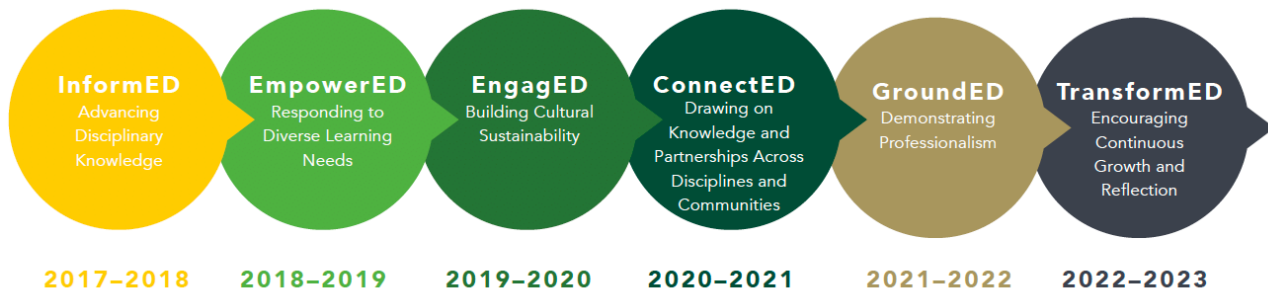 InformED
Advancing
Disciplinary
Knowledge
EmpowerED
Responding to
Diverse Learning
Needs
EngagED
Building Cultural
Sustainability
ConnectED
Drawing on
Knowledge and
Partnerships Across
Disciplines and
Communities
GroundED
Demonstrating
Professionalism
TransformED
Encouraging
Continuous
Growth and
Reflection
2017–2018
2018–2019
2019–2020
2020–2021
2021–2022
2022–2023